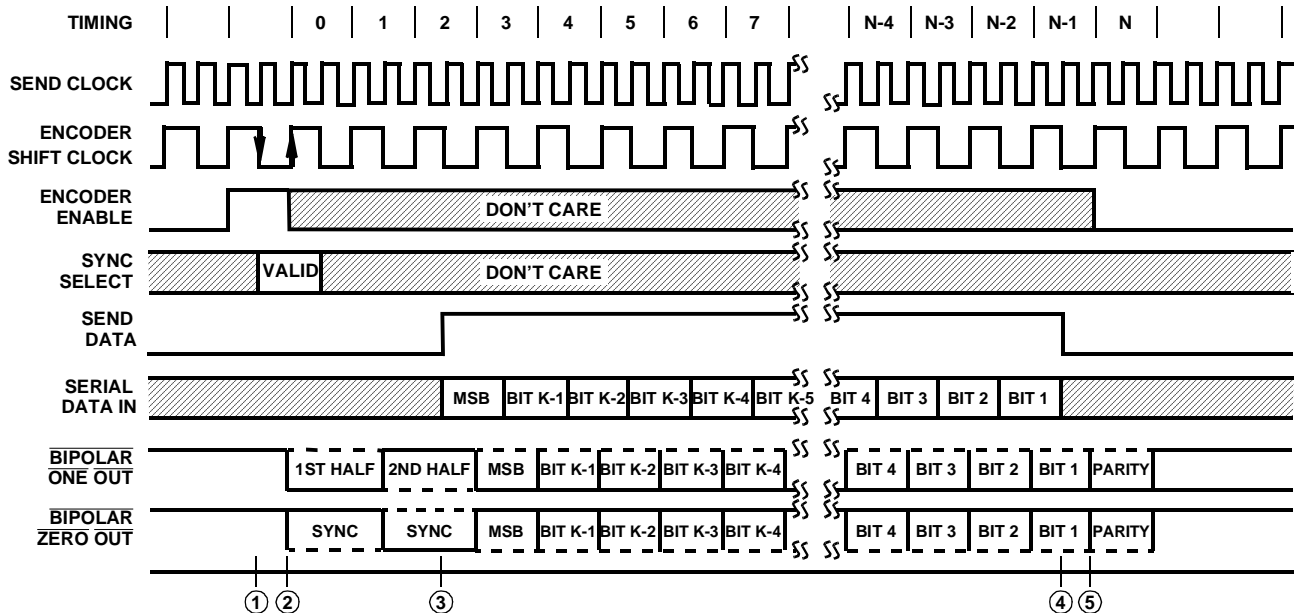 TIMING 0 1 2 3 4 5 6 7 N-4 N-3 N-2 N-1 N
SEND CLOCK
ENCODER
SHIFT CLOCK
ENCODER
ENABLE
DON'T CARE
SYNC
SELECT
VALID
DON'T CARE
SEND
DATA
SERIAL
DATA IN
MSB BIT K-1 BIT K-2 BIT K-3 BIT K-4 BIT K-5 BIT 4 BIT 3 BIT 2 BIT 1
BIPOLAR
ONE OUT
1ST HALF 2ND HALF MSB BIT K-1 BIT K-2 BIT K-3 BIT K-4 BIT 4 BIT 3 BIT 2 BIT 1 PARITY
BIPOLAR
ZERO OUT
SYNC SYNC MSB BIT K-1 BIT K-2 BIT K-3 BIT K-4 BIT 4 BIT 3 BIT 2 BIT 1 PARITY
1 2 3 4 5